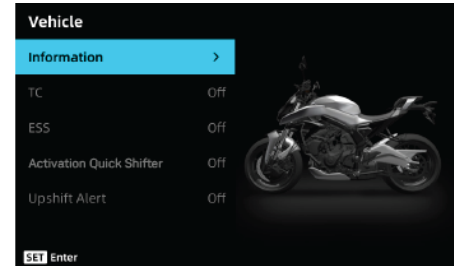 Vehicle
Information >
TC Off
ESS Off
Activation Quick Shifter Off
Upshift Alert Off
SET Enter